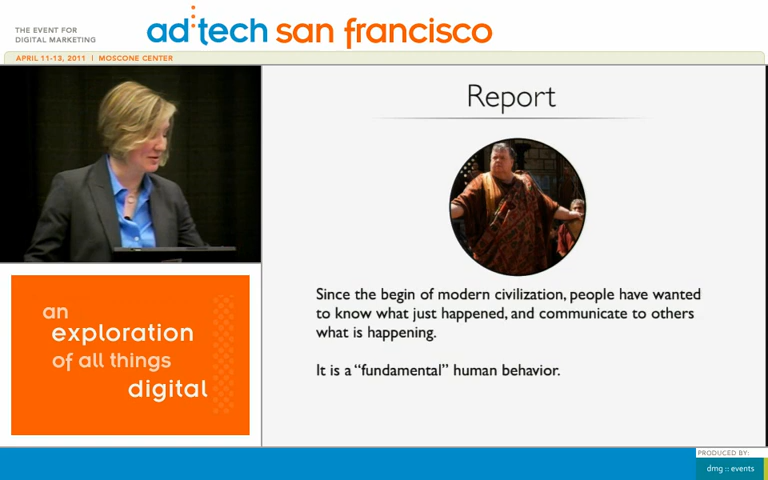 THE EVENT FOR
DIGITAL MARKETING
ad:tech san francisco
APRIL 11-13, 2011 | MOSCONE CENTER
Report
Since the begin of modern civilization, people have wanted
to know what just happened, and communicate to others
what is happening.
It is a “fundamental” human behavior.
an
exploration
of all things
digital
PRODUCED BY:
dmg :: events